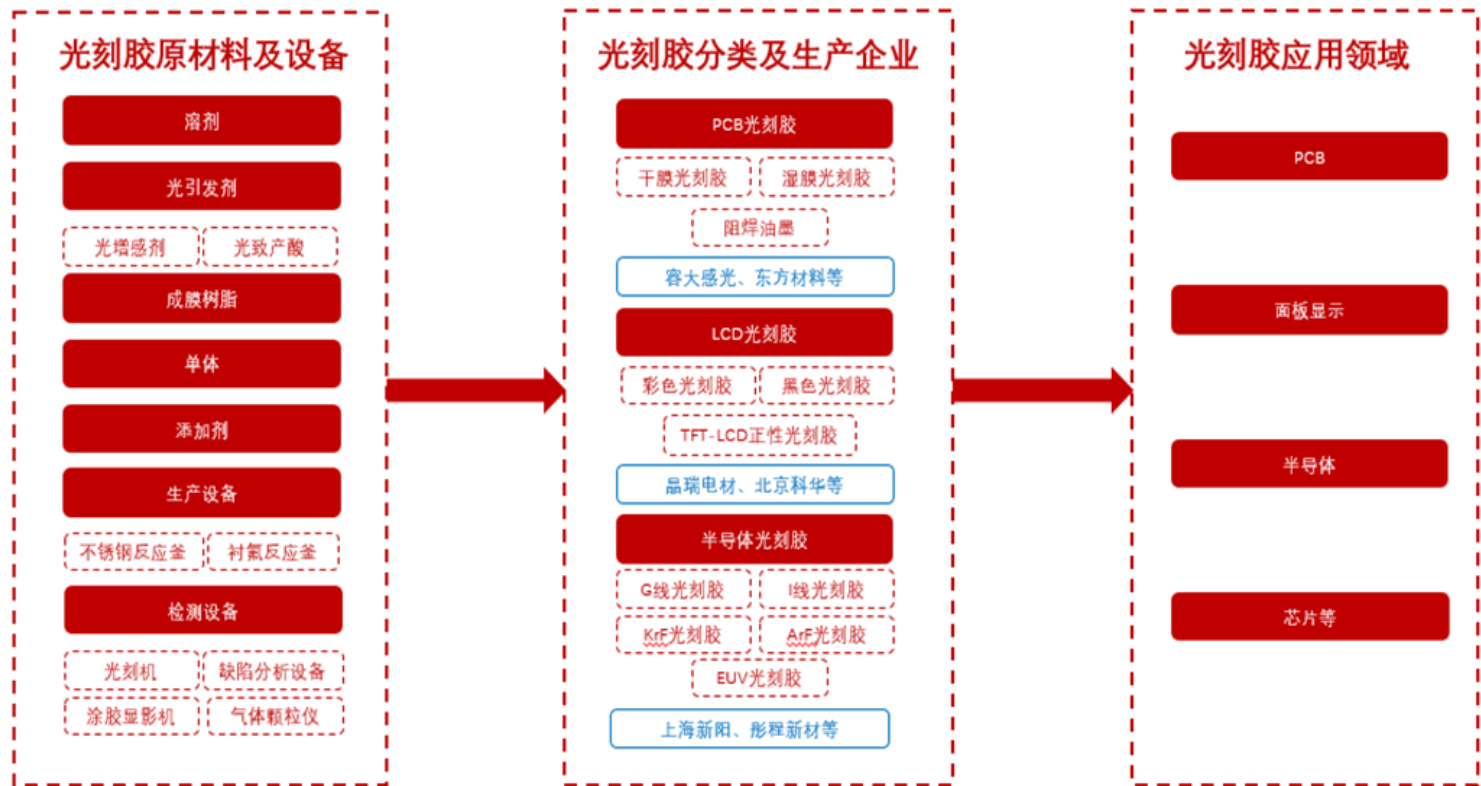 光刻胶原材料及设备
溶剂
光引发剂
光增感剂
光致产酸
成膜树脂
单体
添加剂
生产设备
不锈钢反应釜
衬氟反应釜
检测设备
光刻机
缺陷分析设备
涂胶显影机
气体颗粒仪
光刻胶分类及生产企业
PCB光刻胶
干膜光刻胶
湿膜光刻胶
阻焊油墨
容大感光、东方材料等
LCD光刻胶
彩色光刻胶
黑色光刻胶
TFT-LCD正性光刻胶
晶瑞电材、北京科华等
半导体光刻胶
G线光刻胶
I线光刻胶
KrF光刻胶
ArF光刻胶
EUV光刻胶
上海新阳、彤程新材等
光刻胶应用领域
PCB
面板显示
半导体
芯片等